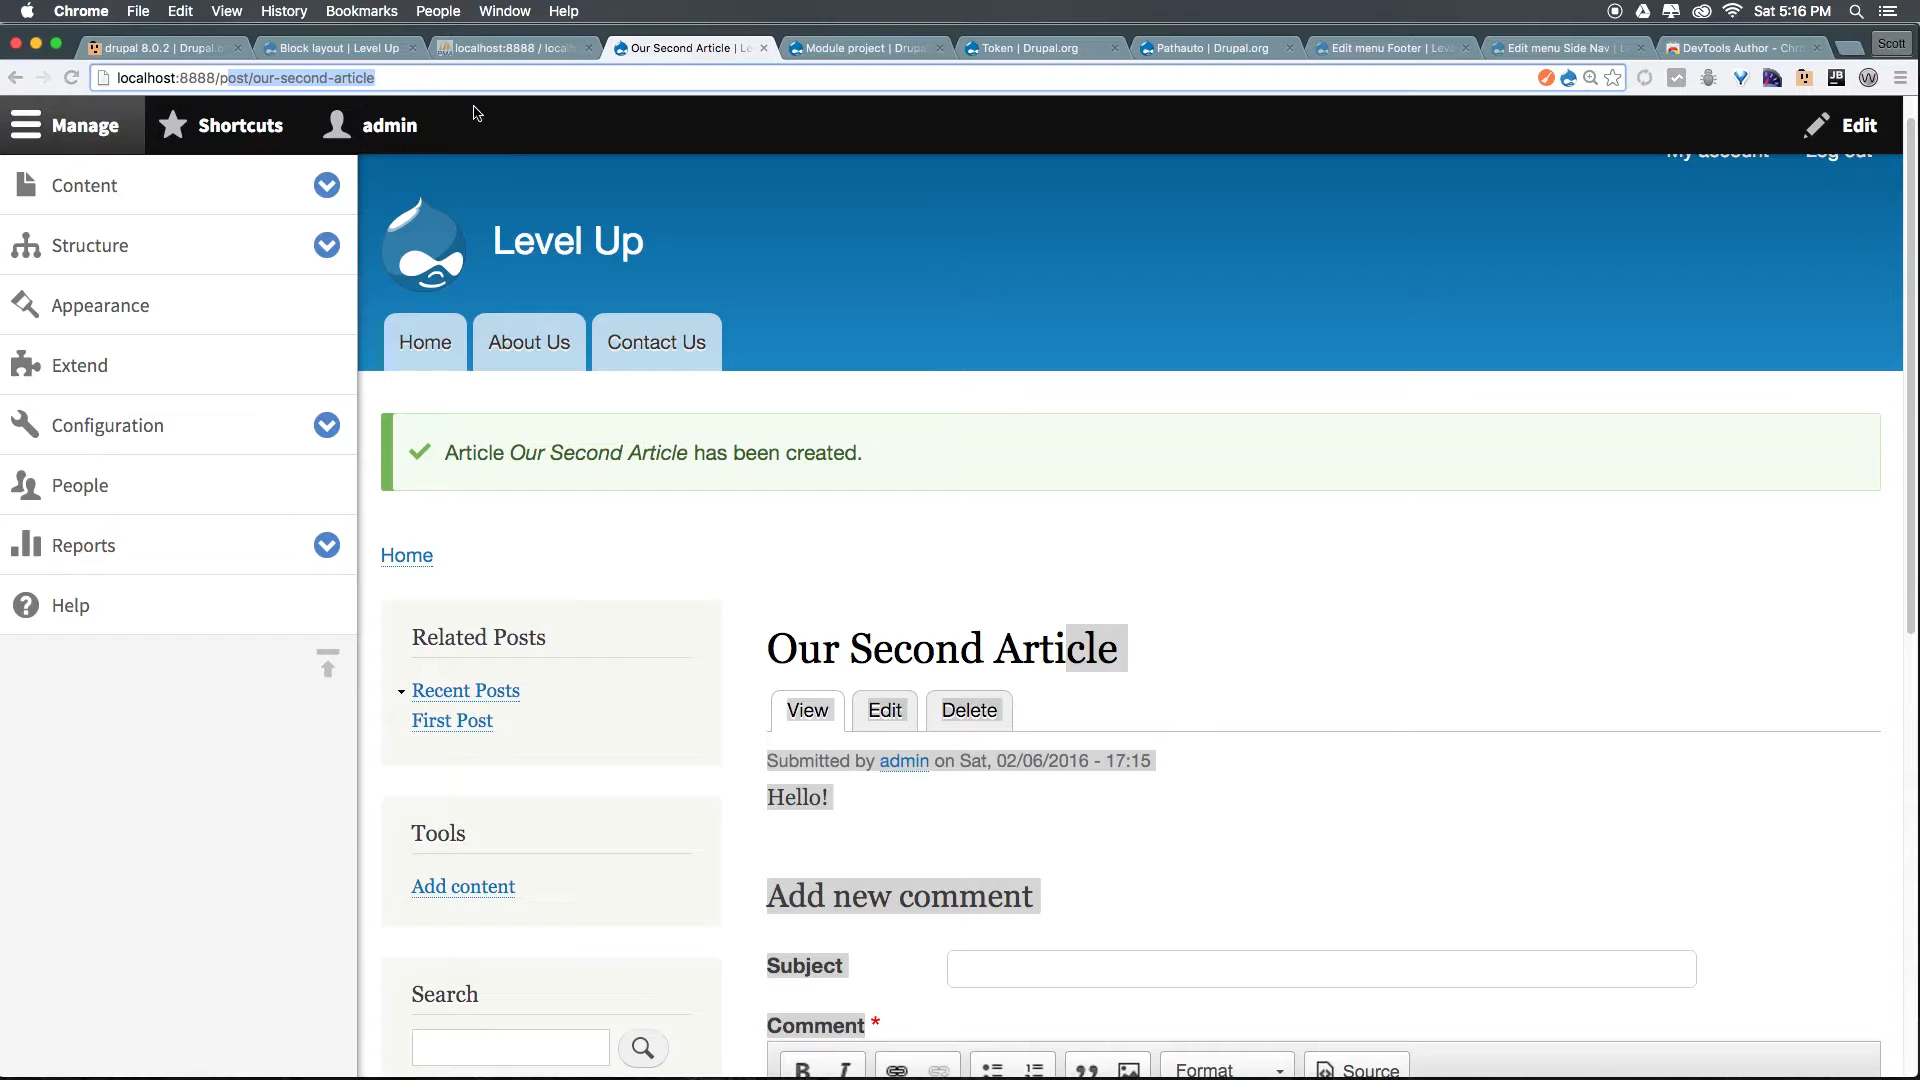 Chrome File Edit View History Bookmarks People Window Help Sat 5:16 PM
drupal 8.0.2 | Drupal.o Block layout | Level Up localhost:8888 / local Our Second Article | Le Module project | Drupal Token | Drupal.org Pathauto | Drupal.org Edit menu Footer | Lev Edit menu Side Nav | DevTools Author - Chro Scott
localhost:8888/post/our-second-article
Manage Shortcuts admin Edit
My account Log out
Content
Structure
Appearance
Extend
Configuration
People
Reports
Help
Level Up
Home About Us Contact Us
Article Our Second Article has been created.
Home
Related Posts
Recent Posts
First Post
Tools
Add content
Search
Our Second Article
View Edit Delete
Submitted by admin on Sat, 02/06/2016 - 17:15
Hello!
Add new comment
Subject
Comment *
B I Format Source